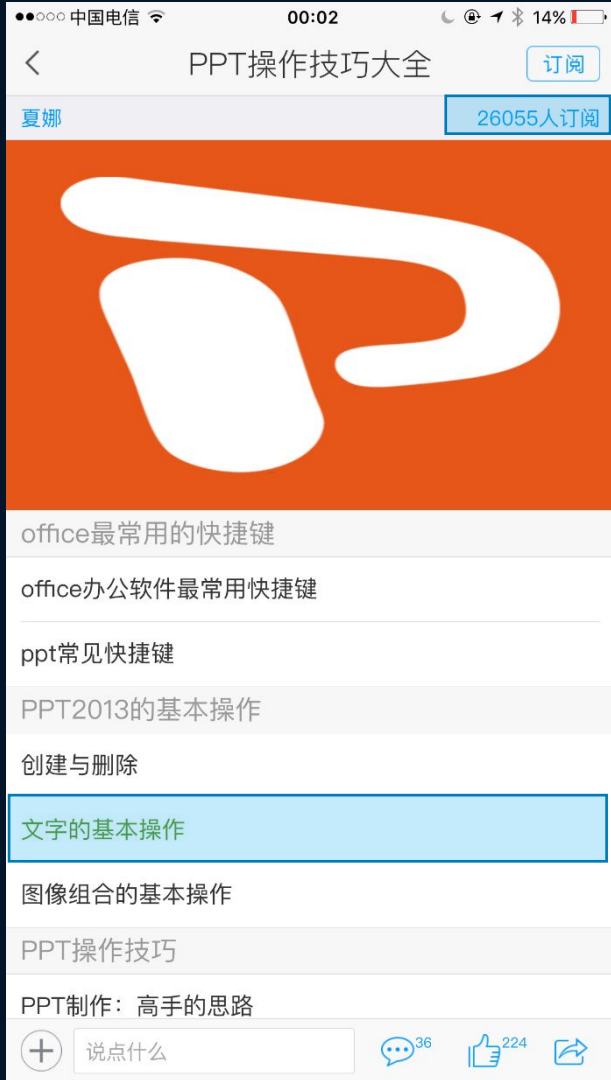 中国电信 00:02 14%
PPT操作技巧大全 订阅
夏娜 26055人订阅
office最常用的快捷键
office办公软件最常用快捷键
ppt常见快捷键
PPT2013的基本操作
创建与删除
文字的基本操作
图像组合的基本操作
PPT操作技巧
PPT制作：高手的思路
说点什么 36 224